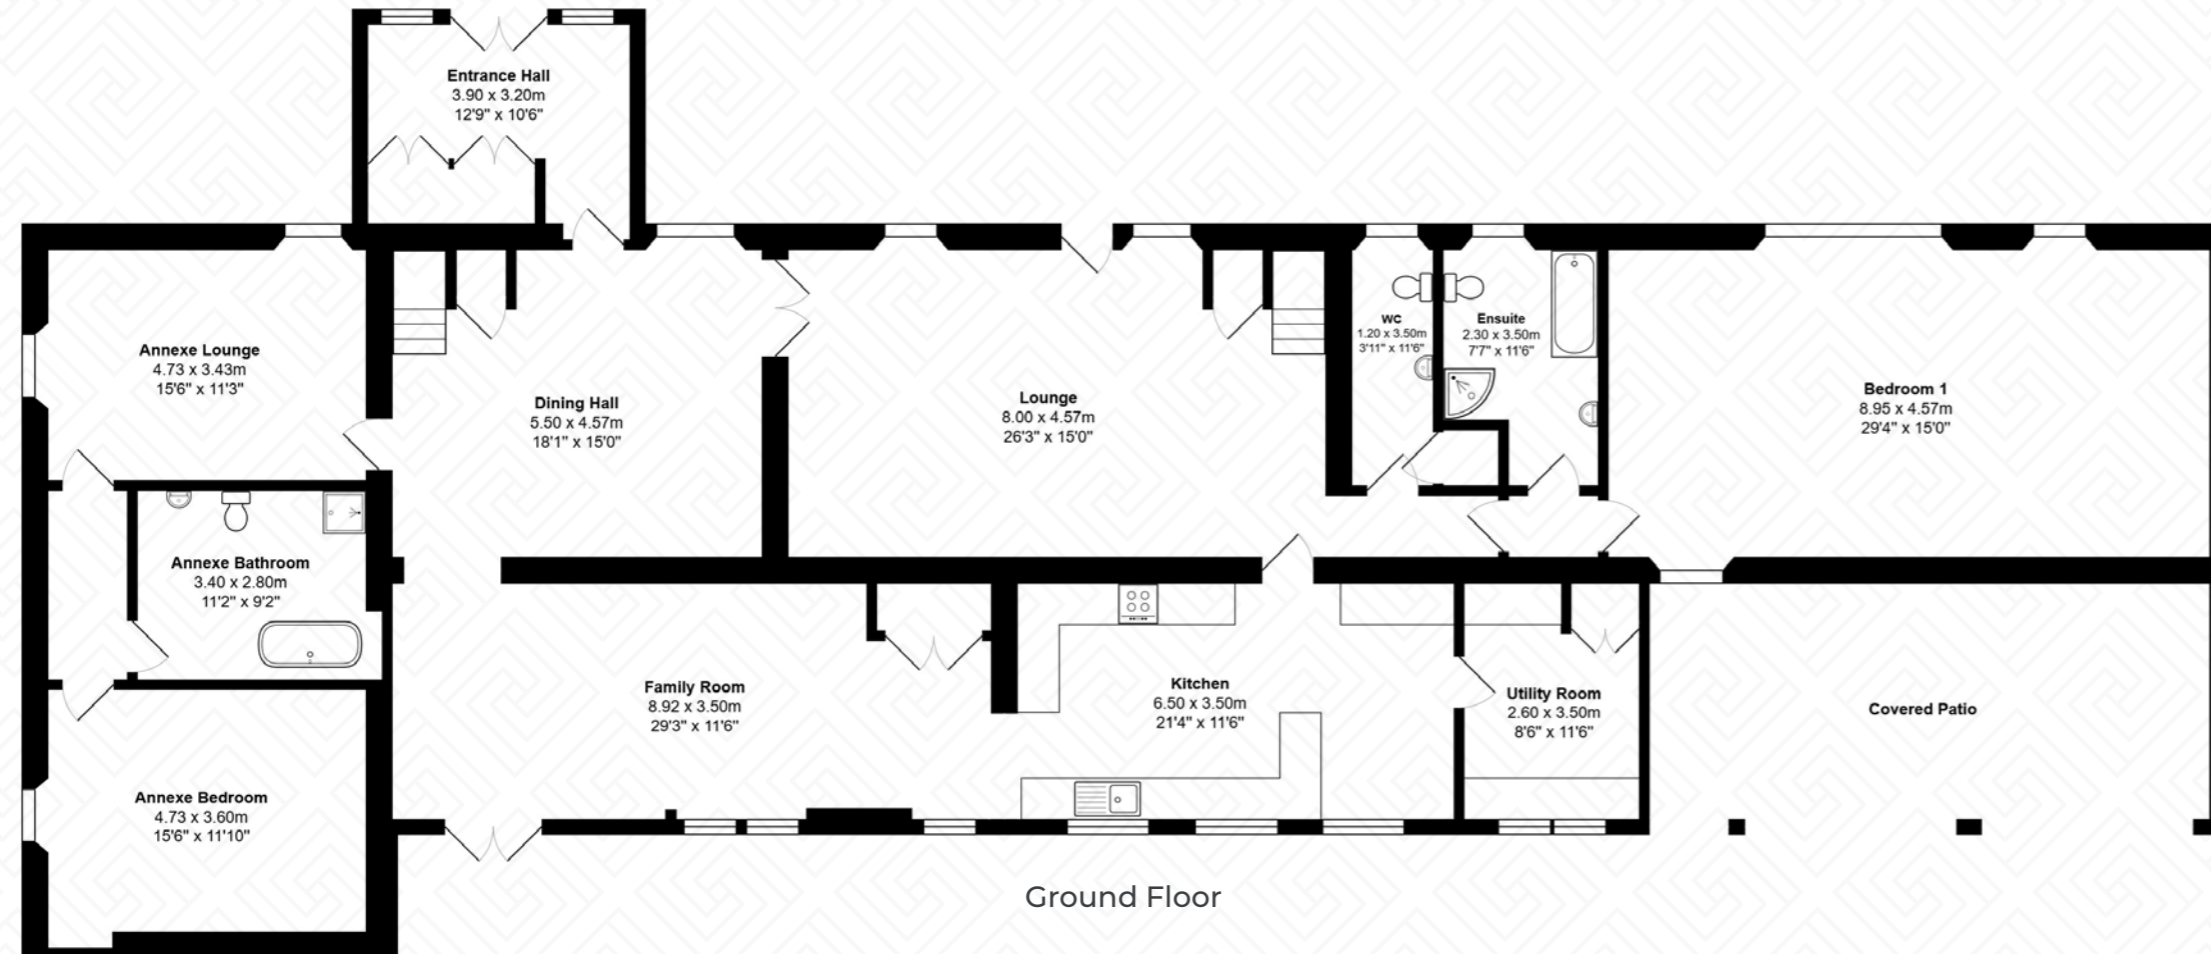 Entrance Hall
3.90 x 3.20m
12'9" x 10'6"
Annexe Lounge
4.73 x 3.43m
15'6" x 11'3"
Dining Hall
5.50 x 4.57m
18'1" x 15'0"
Lounge
8.00 x 4.57m
26'3" x 15'0"
WC
1.20 x 3.50m
3'11" x 11'6"
Ensuite
2.30 x 3.50m
7'7" x 11'6"
Bedroom 1
8.95 x 4.57m
29'4" x 15'0"
Annexe Bathroom
3.40 x 2.80m
11'2" x 9'2"
Family Room
8.92 x 3.50m
29'3" x 11'6"
Kitchen
6.50 x 3.50m
21'4" x 11'6"
Utility Room
2.60 x 3.50m
8'6" x 11'6"
Covered Patio
Annexe Bedroom
4.73 x 3.60m
15'6" x 11'10"
Ground Floor